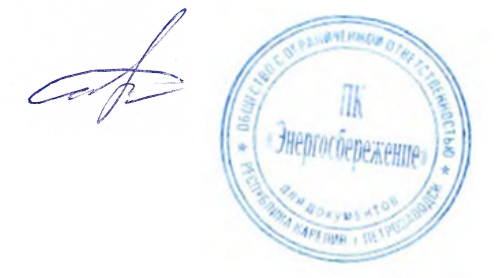 ОБЩЕСТВО С ОГРАНИЧЕННОЙ ОТВЕТСТВЕННОСТЬЮ
ПК
«Энергосбережение»
ДЛЯ ДОКУМЕНТОВ
* РЕСПУБЛИКА КАРЕЛИЯ г. ПЕТРОЗАВОДСК *